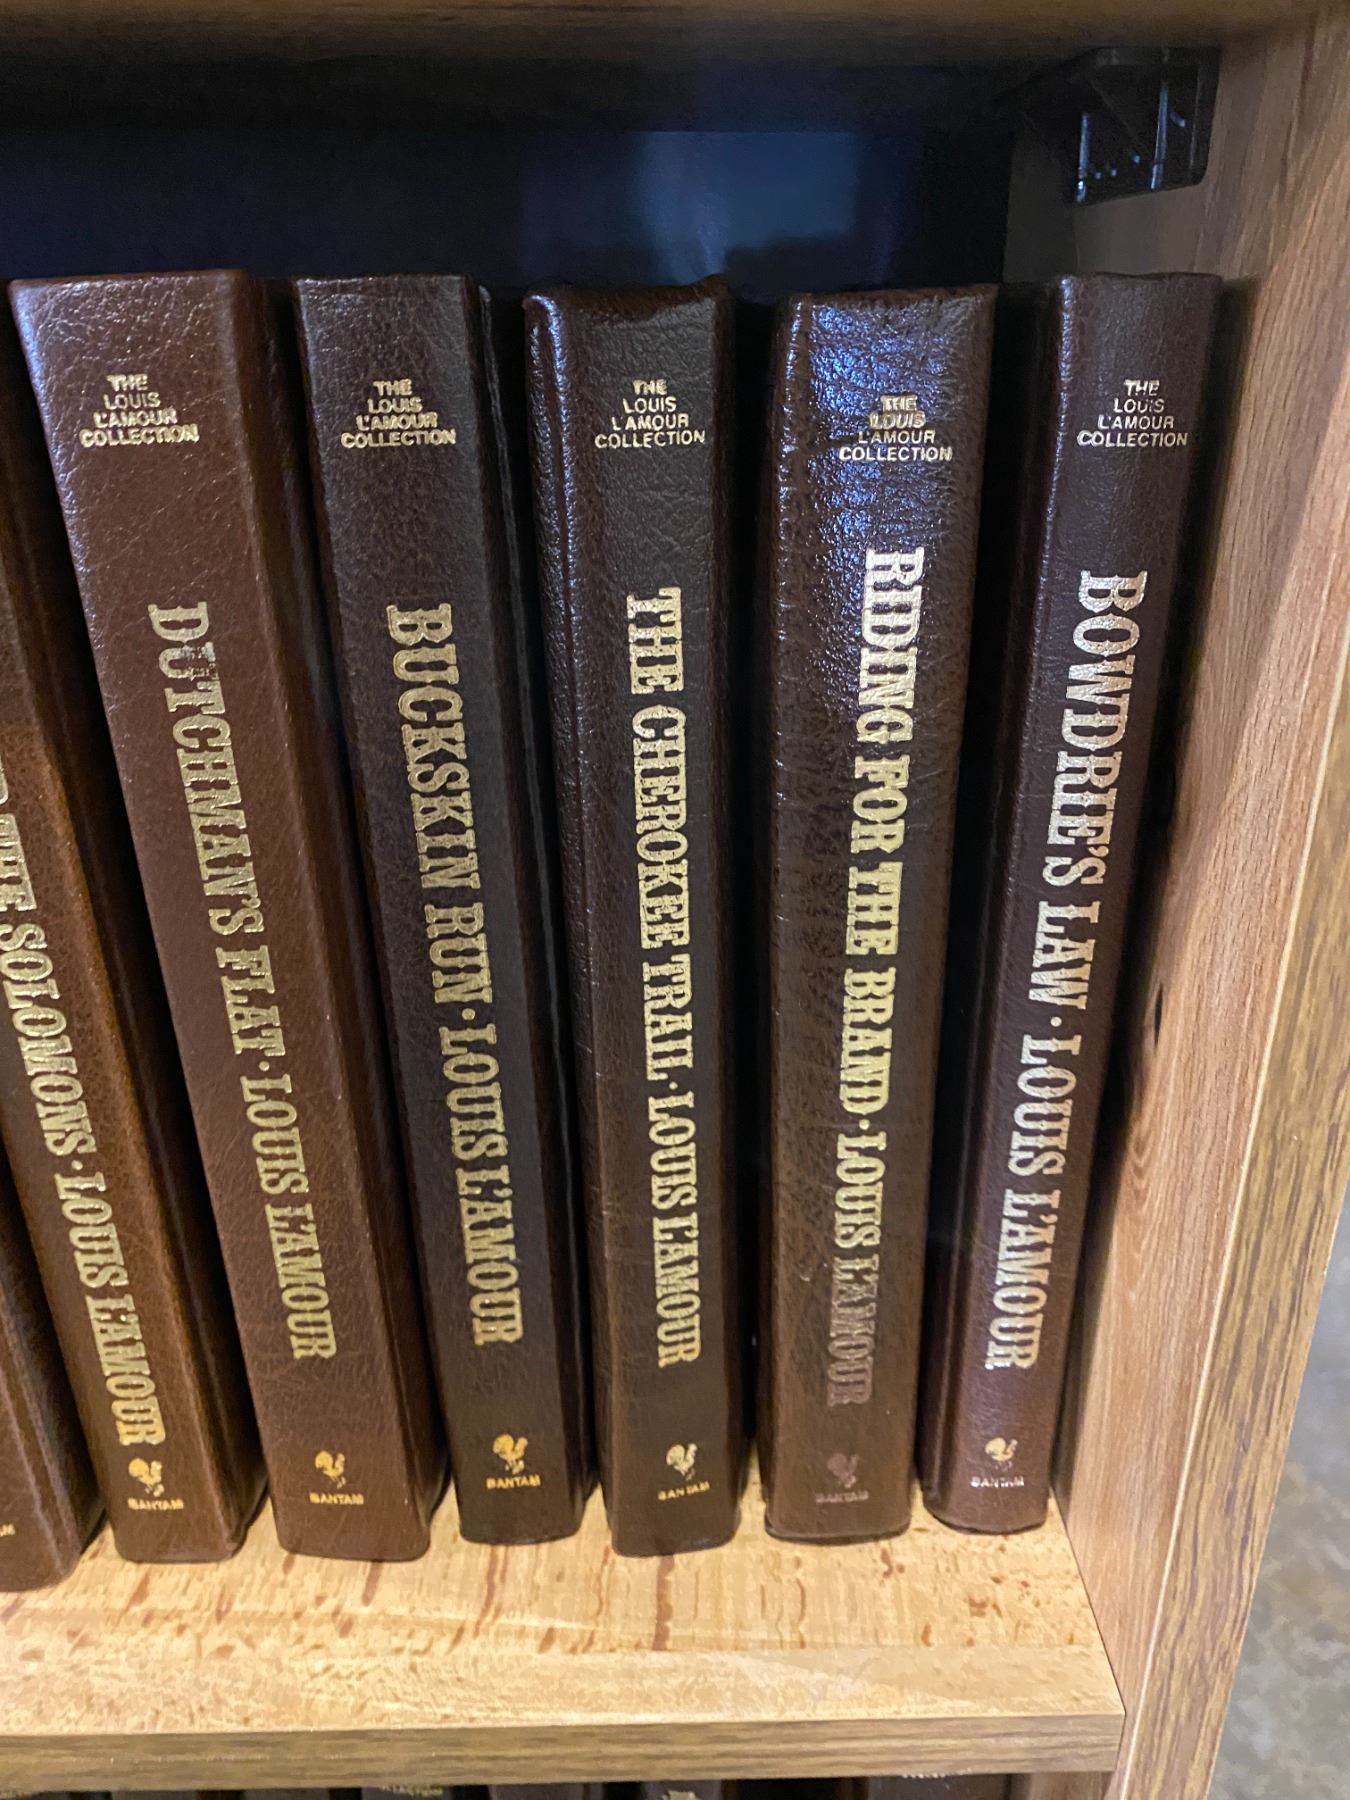 THE SOLOMONS · LOUIS L'AMOUR
BANTAM
THE
LOUIS
L'AMOUR
COLLECTION
DUTCHMAN'S FLAT · LOUIS L'AMOUR
BANTAM
THE
LOUIS
L'AMOUR
COLLECTION
BUCKSKIN RUN · LOUIS L'AMOUR
BANTAM
THE
LOUIS
L'AMOUR
COLLECTION
THE CHEROKEE TRAIL · LOUIS L'AMOUR
BANTAM
THE
LOUIS
L'AMOUR
COLLECTION
RIDING FOR THE BRAND · LOUIS L'AMOUR
BANTAM
THE
LOUIS
L'AMOUR
COLLECTION
BOWDRIE'S LAW · LOUIS L'AMOUR
BANTAM